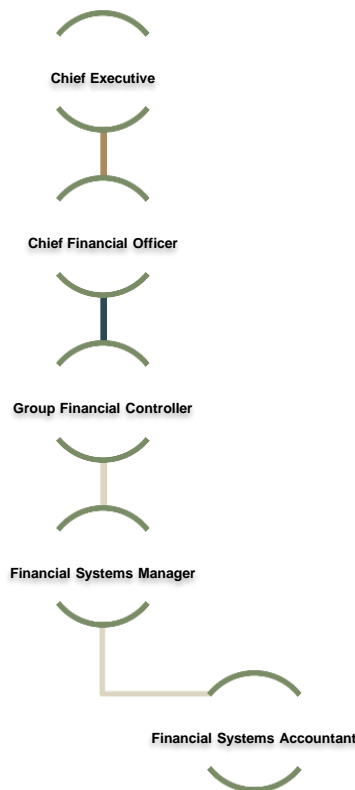 Chief Executive
Chief Financial Officer
Group Financial Controller
Financial Systems Manager
Financial Systems Accountant